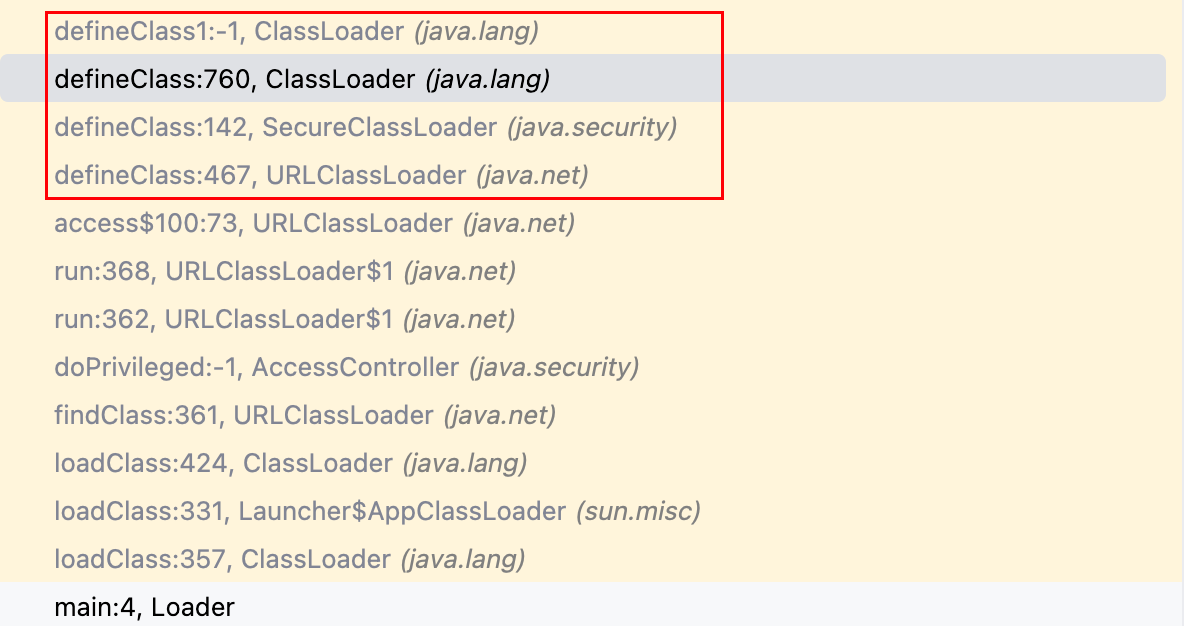 defineClass1:-1, ClassLoader (java.lang)
defineClass:760, ClassLoader (java.lang)
defineClass:142, SecureClassLoader (java.security)
defineClass:467, URLClassLoader (java.net)
access$100:73, URLClassLoader (java.net)
run:368, URLClassLoader$1 (java.net)
run:362, URLClassLoader$1 (java.net)
doPrivileged:-1, AccessController (java.security)
findClass:361, URLClassLoader (java.net)
loadClass:424, ClassLoader (java.lang)
loadClass:331, Launcher$AppClassLoader (sun.misc)
loadClass:357, ClassLoader (java.lang)
main:4, Loader